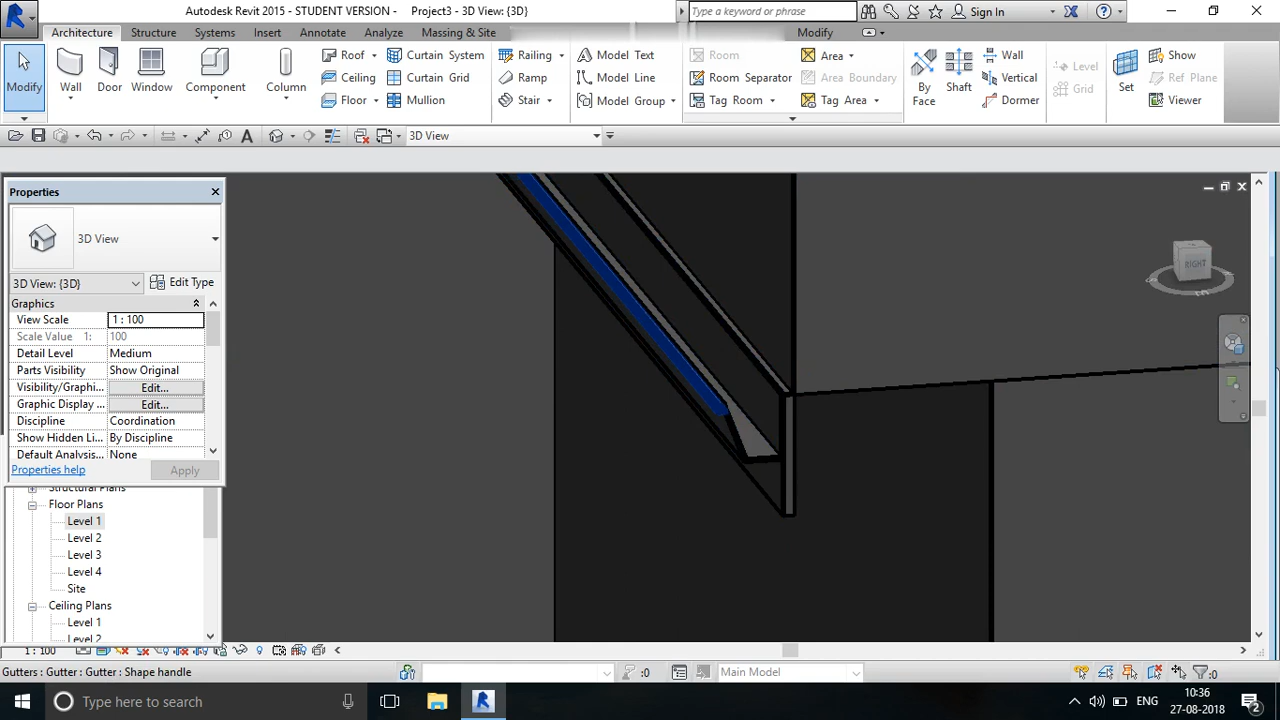 Autodesk Revit 2015 - STUDENT VERSION - Project3 - 3D View: {3D}
Type a keyword or phrase
Sign In
Architecture Structure Systems Insert Annotate Analyze Massing & Site Modify
Modify
Wall
Door
Window
Component
Column
Roof
Ceiling
Floor
Curtain System
Curtain Grid
Mullion
Railing
Ramp
Stair
Model Text
Model Line
Model Group
Room
Room Separator
Tag Room
Area
Area Boundary
Tag Area
By
Face
Shaft
Wall
Vertical
Dormer
Level
Grid
Set
Show
Ref Plane
Viewer
3D View
Properties
3D View
3D View: {3D} Edit Type
Graphics
View Scale 1 : 100
Scale Value 1: 100
Detail Level Medium
Parts Visibility Show Original
Visibility/Graphi... Edit...
Graphic Display ... Edit...
Discipline Coordination
Show Hidden Li... By Discipline
Default Analysis... None
Properties help Apply
Structural Plans
Floor Plans
Level 1
Level 2
Level 3
Level 4
Site
Ceiling Plans
Level 1
Level 2
RIGHT
1 : 100
Gutters : Gutter : Gutter : Shape handle
:0
Main Model
:0
Type here to search
ENG
10:36
27-08-2018
2